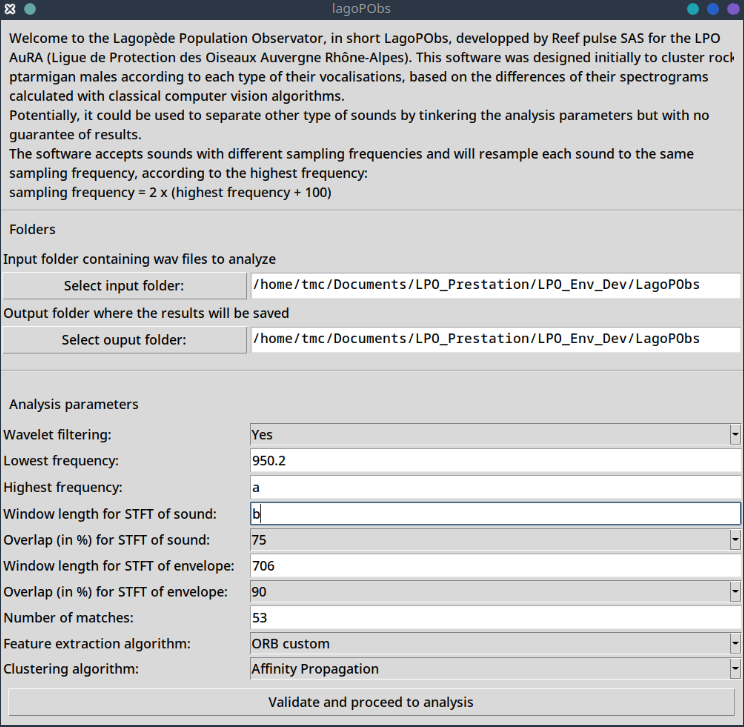 lagoPObs
Welcome to the Lagopède Population Observator, in short LagoPObs, developped by Reef pulse SAS for the LPO
AuRA (Ligue de Protection des Oiseaux Auvergne Rhône-Alpes). This software was designed initially to cluster rock
ptarmigan males according to each type of their vocalisations, based on the differences of their spectrograms
calculated with classical computer vision algorithms.
Potentially, it could be used to separate other type of sounds by tinkering the analysis parameters but with no
guarantee of results.
The software accepts sounds with different sampling frequencies and will resample each sound to the same
sampling frequency, according to the highest frequency:
sampling frequency = 2 x (highest frequency + 100)
Folders
Input folder containing wav files to analyze
Select input folder: /home/tmc/Documents/LPO_Prestation/LPO_Env_Dev/LagoPObs
Output folder where the results will be saved
Select ouput folder: /home/tmc/Documents/LPO_Prestation/LPO_Env_Dev/LagoPObs
Analysis parameters
Wavelet filtering: Yes
Lowest frequency: 950.2
Highest frequency: a
Window length for STFT of sound: b
Overlap (in %) for STFT of sound: 75
Window length for STFT of envelope: 706
Overlap (in %) for STFT of envelope: 90
Number of matches: 53
Feature extraction algorithm: ORB custom
Clustering algorithm: Affinity Propagation
Validate and proceed to analysis